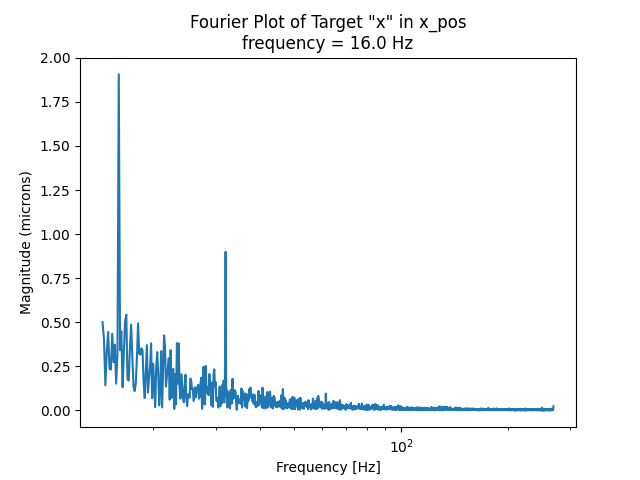 Fourier Plot of Target "x" in x_pos
frequency = 16.0 Hz
2.00
1.75
1.50
1.25
1.00
0.75
0.50
0.25
0.00
Magnitude (microns)
10²
Frequency [Hz]